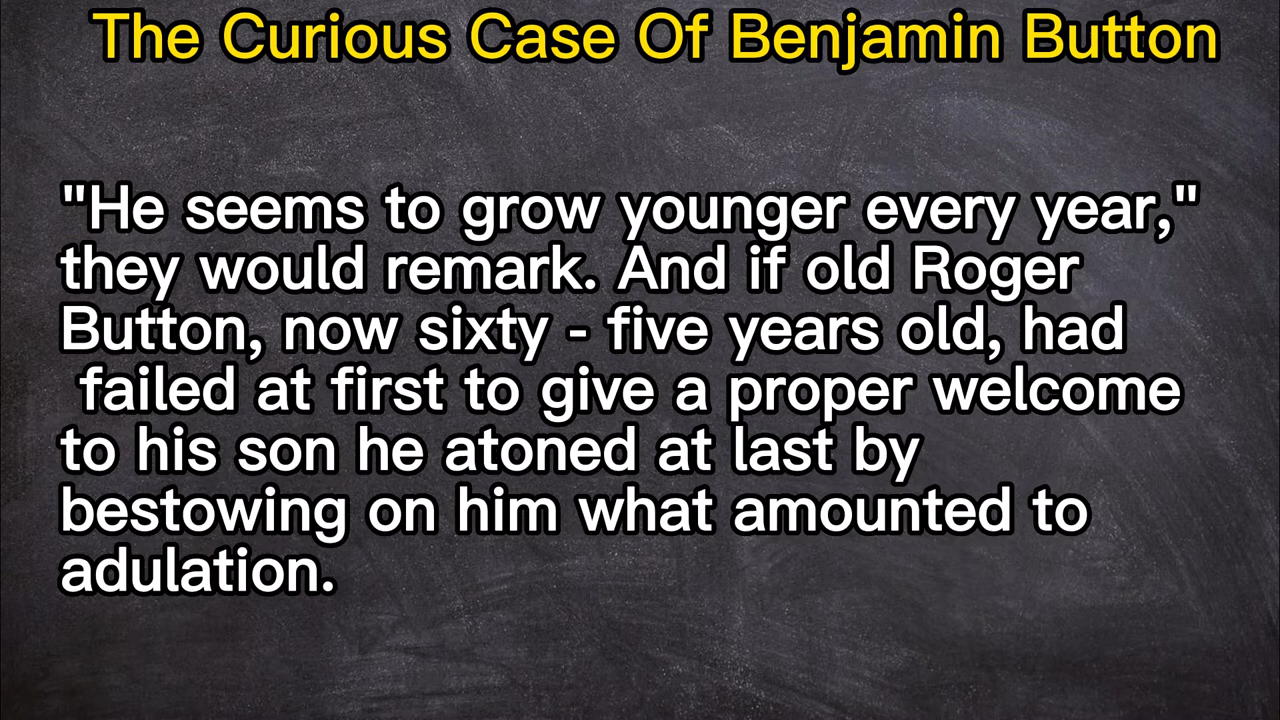 The Curious Case Of Benjamin Button
"He seems to grow younger every year,"
they would remark. And if old Roger
Button, now sixty - five years old, had
failed at first to give a proper welcome
to his son he atoned at last by
bestowing on him what amounted to
adulation.